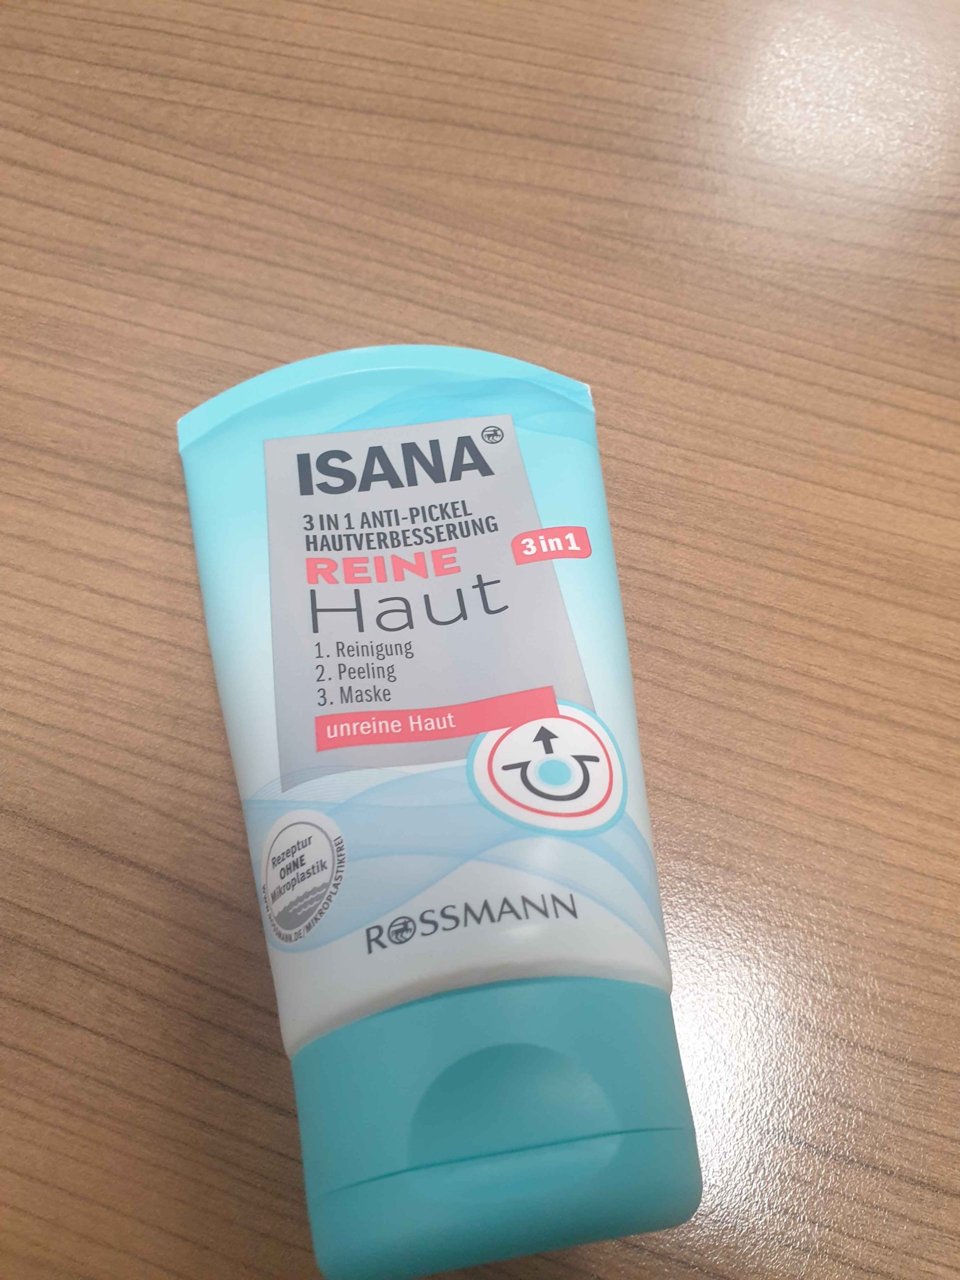 ISANA
3 IN 1 ANTI-PICKEL
HAUTVERBESSERUNG
REINE
Haut
3 in 1
1. Reinigung
2. Peeling
3. Maske
unreine Haut
Rezeptur
OHNE
Mikroplastik
ROSSMANN